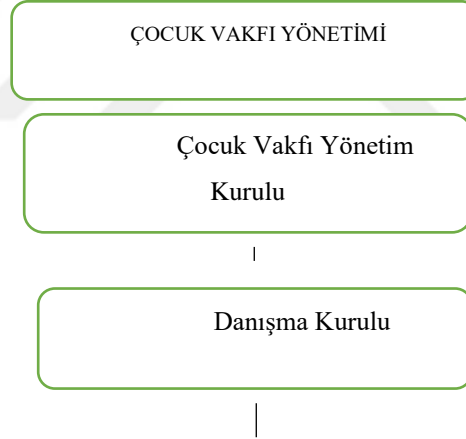 ÇOCUK VAKFI YÖNETİMİ
Çocuk Vakfı Yönetim
Kurulu
Danışma Kurulu